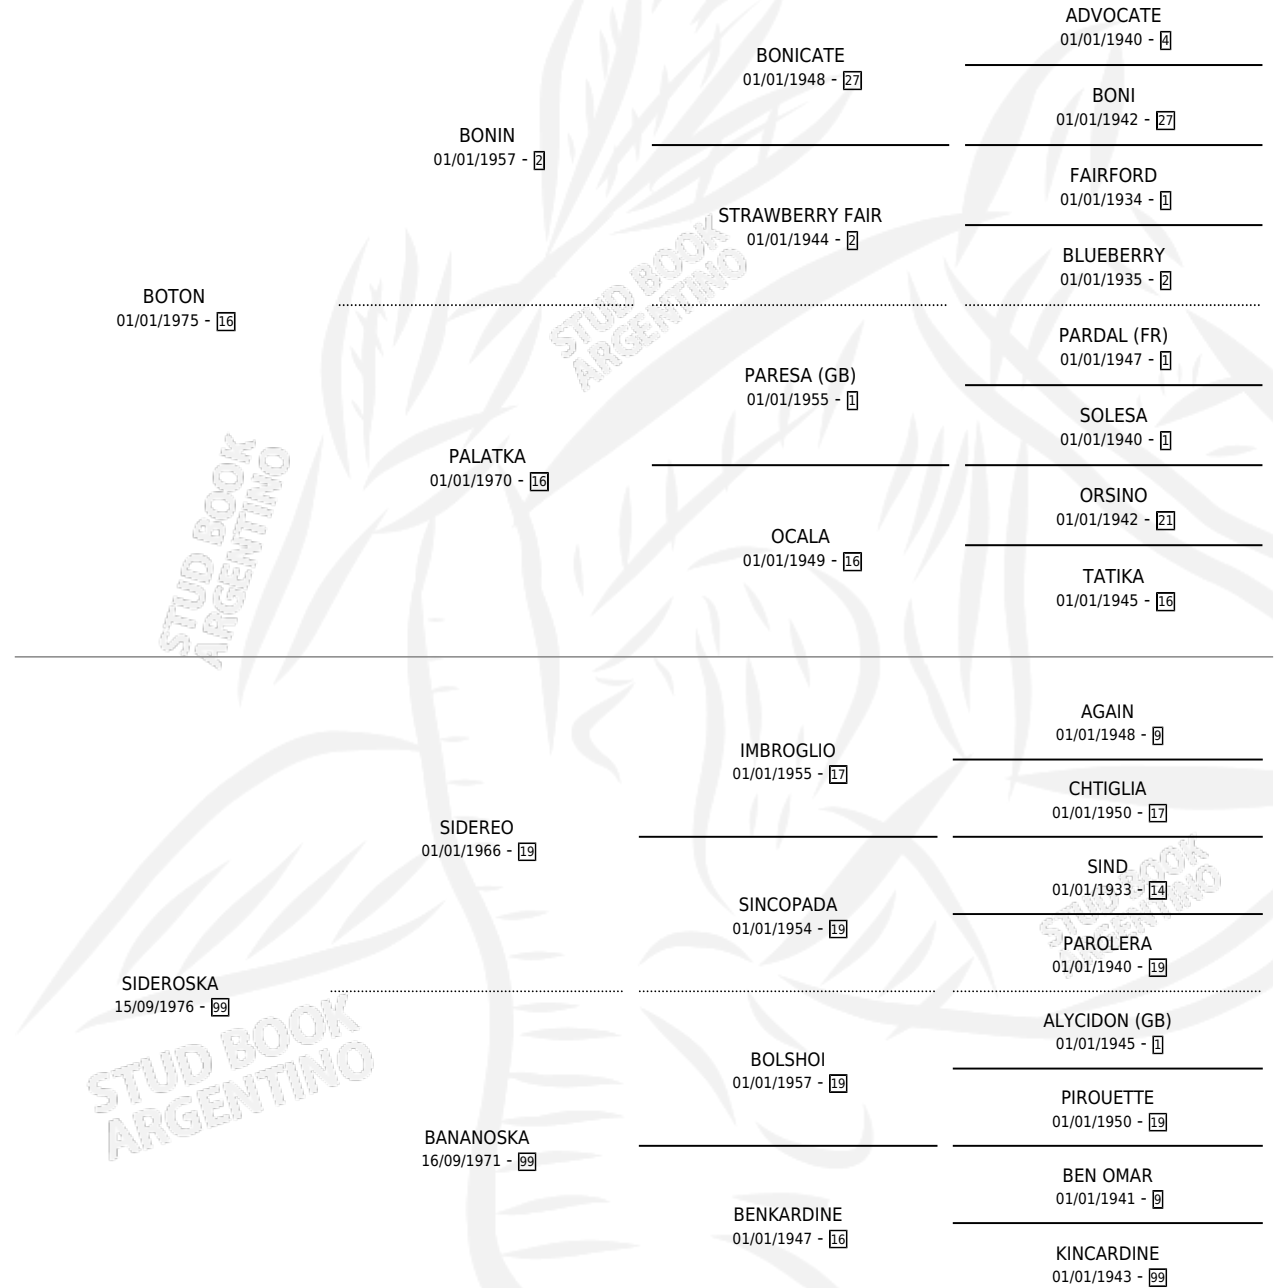 ADVOCATE
01/01/1940 - 4
BONICATE
01/01/1948 - 27
BONI
01/01/1942 - 27
BONIN
01/01/1957 - 2
FAIRFORD
01/01/1934 - 1
STRAWBERRY FAIR
01/01/1944 - 2
BLUEBERRY
01/01/1935 - 2
BOTON
01/01/1975 - 16
PARDAL (FR)
01/01/1947 - 1
PARESA (GB)
01/01/1955 - 1
SOLESA
01/01/1940 - 1
PALATKA
01/01/1970 - 16
ORSINO
01/01/1942 - 21
OCALA
01/01/1949 - 16
TATIKA
01/01/1945 - 16
STUD BOOK
ARGENTINO
STUD BOOK
ARGENTINO
AGAIN
01/01/1948 - 9
IMBROGLIO
01/01/1955 - 17
CHTIGLIA
01/01/1950 - 17
SIDEREO
01/01/1966 - 19
SIND
01/01/1933 - 14
SINCOPADA
01/01/1954 - 19
PAROLERA
01/01/1940 - 19
SIDEROSKA
15/09/1976 - 99
ALYCIDON (GB)
01/01/1945 - 1
BOLSHOI
01/01/1957 - 19
PIROUETTE
01/01/1950 - 19
BANANOSKA
16/09/1971 - 99
BEN OMAR
01/01/1941 - 9
BENKARDINE
01/01/1947 - 16
KINCARDINE
01/01/1943 - 99
STUD BOOK
ARGENTINO
STUD BOOK
ARGENTINO